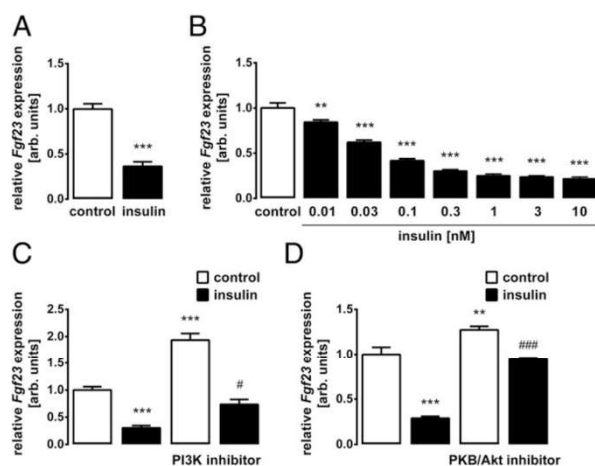 A
relative Fgf23 expression
[arb. units]
1.5
1.0
0.5
0.0
***
control insulin
B
relative Fgf23 expression
[arb. units]
1.5
1.0
0.5
0.0
** *** *** *** *** *** ***
control 0.01 0.03 0.1 0.3 1 3 10
insulin [nM]
C
control
insulin
relative Fgf23 expression
[arb. units]
2.5
2.0
1.5
1.0
0.5
0.0
***
***
#
PI3K inhibitor
D
control
insulin
relative Fgf23 expression
[arb. units]
1.5
1.0
0.5
0.0
***
**
###
PKB/Akt inhibitor